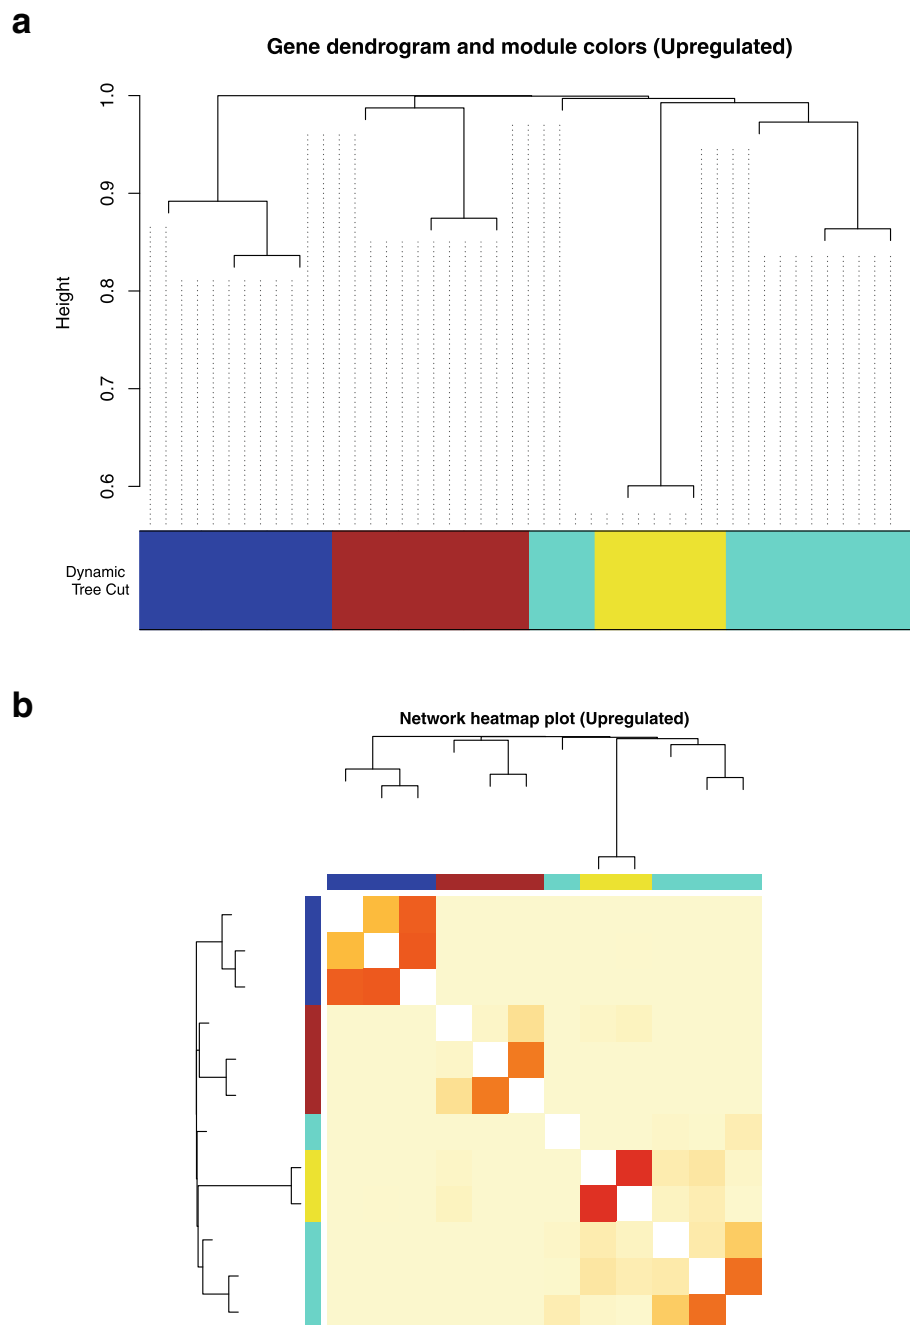 a
Gene dendrogram and module colors (Upregulated)
1.0
0.9
0.8
0.7
0.6
Height
Dynamic
Tree Cut
b
Network heatmap plot (Upregulated)